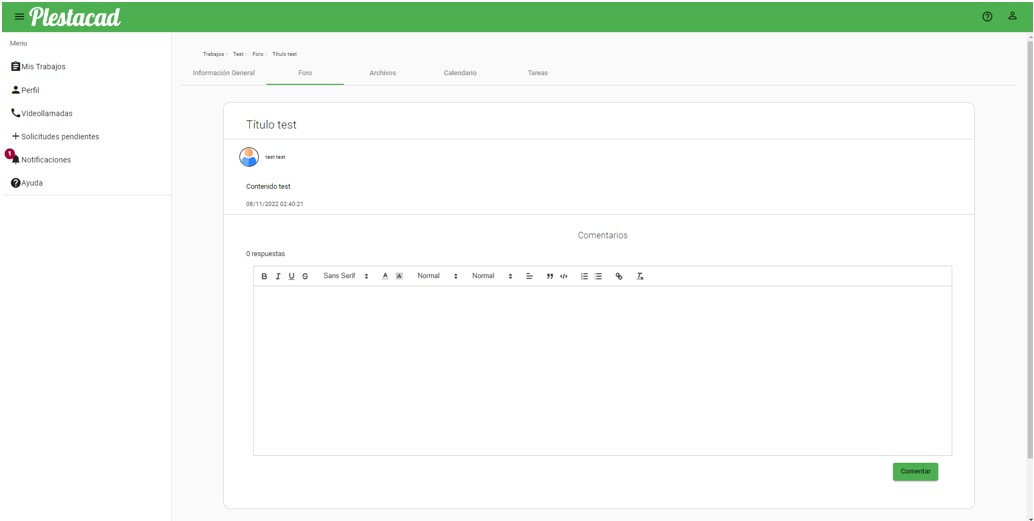 Plestacad
Menu
Mis Trabajos
Perfil
Videollamadas
Solicitudes pendientes
1
Notificaciones
Ayuda
Trabajos Test Foro Título test
Información General Foro Archivos Calendario Tareas
Título test
test test
Contenido test
08/11/2022 02:40:21
Comentarios
0 respuestas
B I U S Sans Serif A A Normal Normal
Comentar